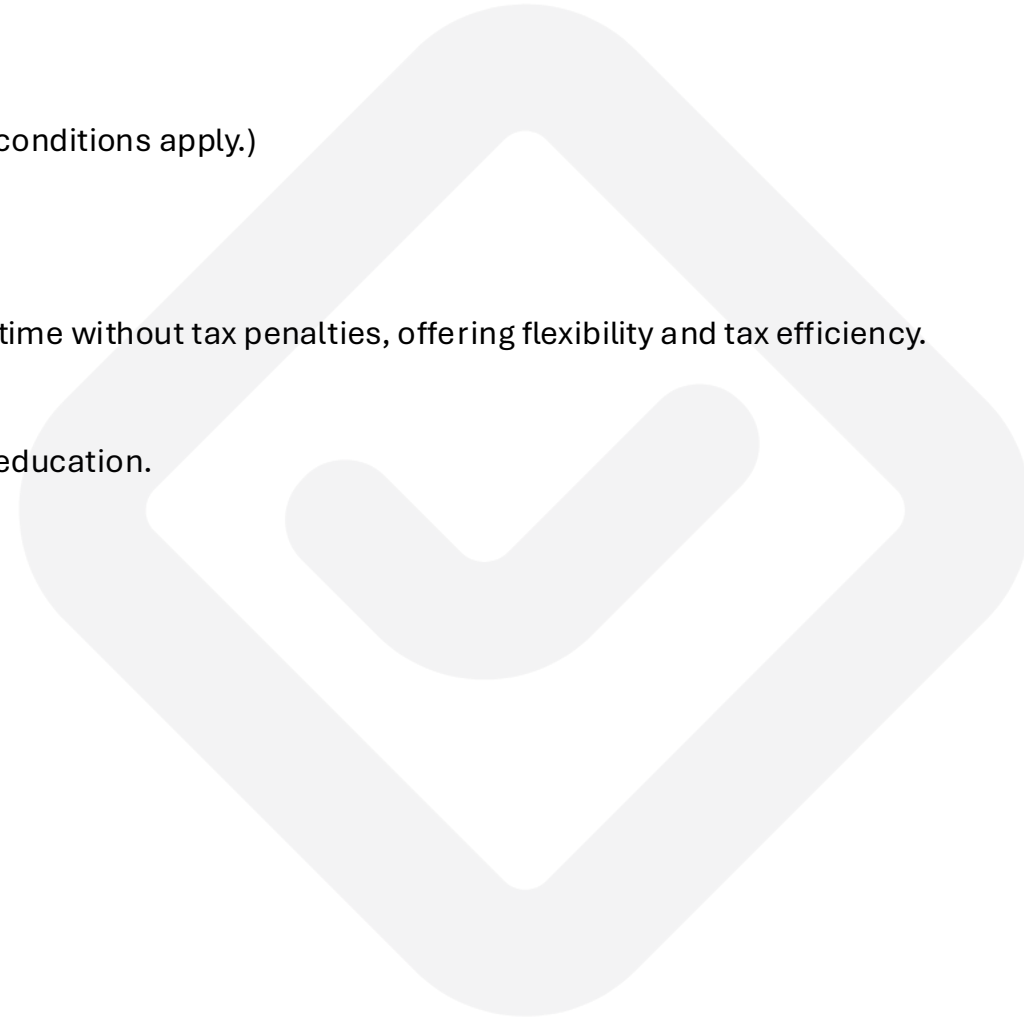 conditions apply.)
time without tax penalties, offering flexibility and tax efficiency.
education.